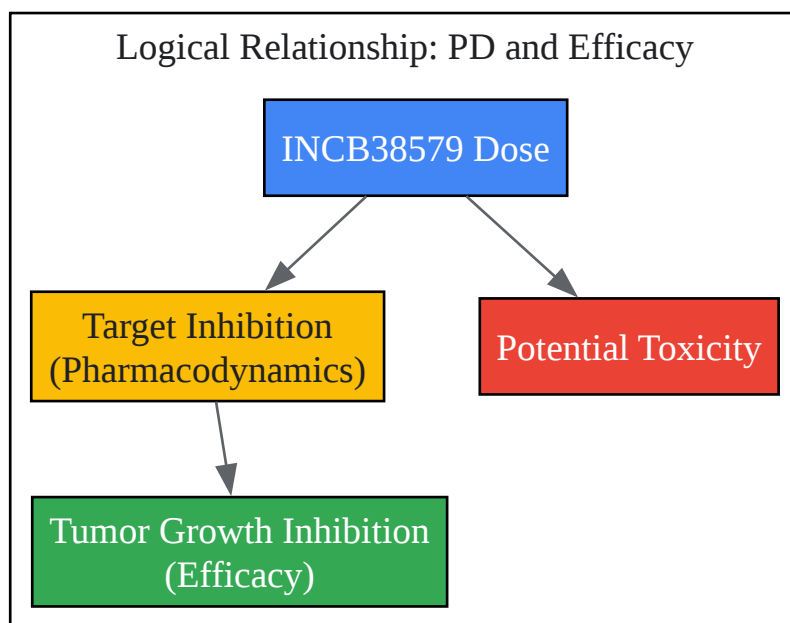 Logical Relationship: PD and Efficacy
INCB38579 Dose
Target Inhibition
(Pharmacodynamics)
Potential Toxicity
Tumor Growth Inhibition
(Efficacy)